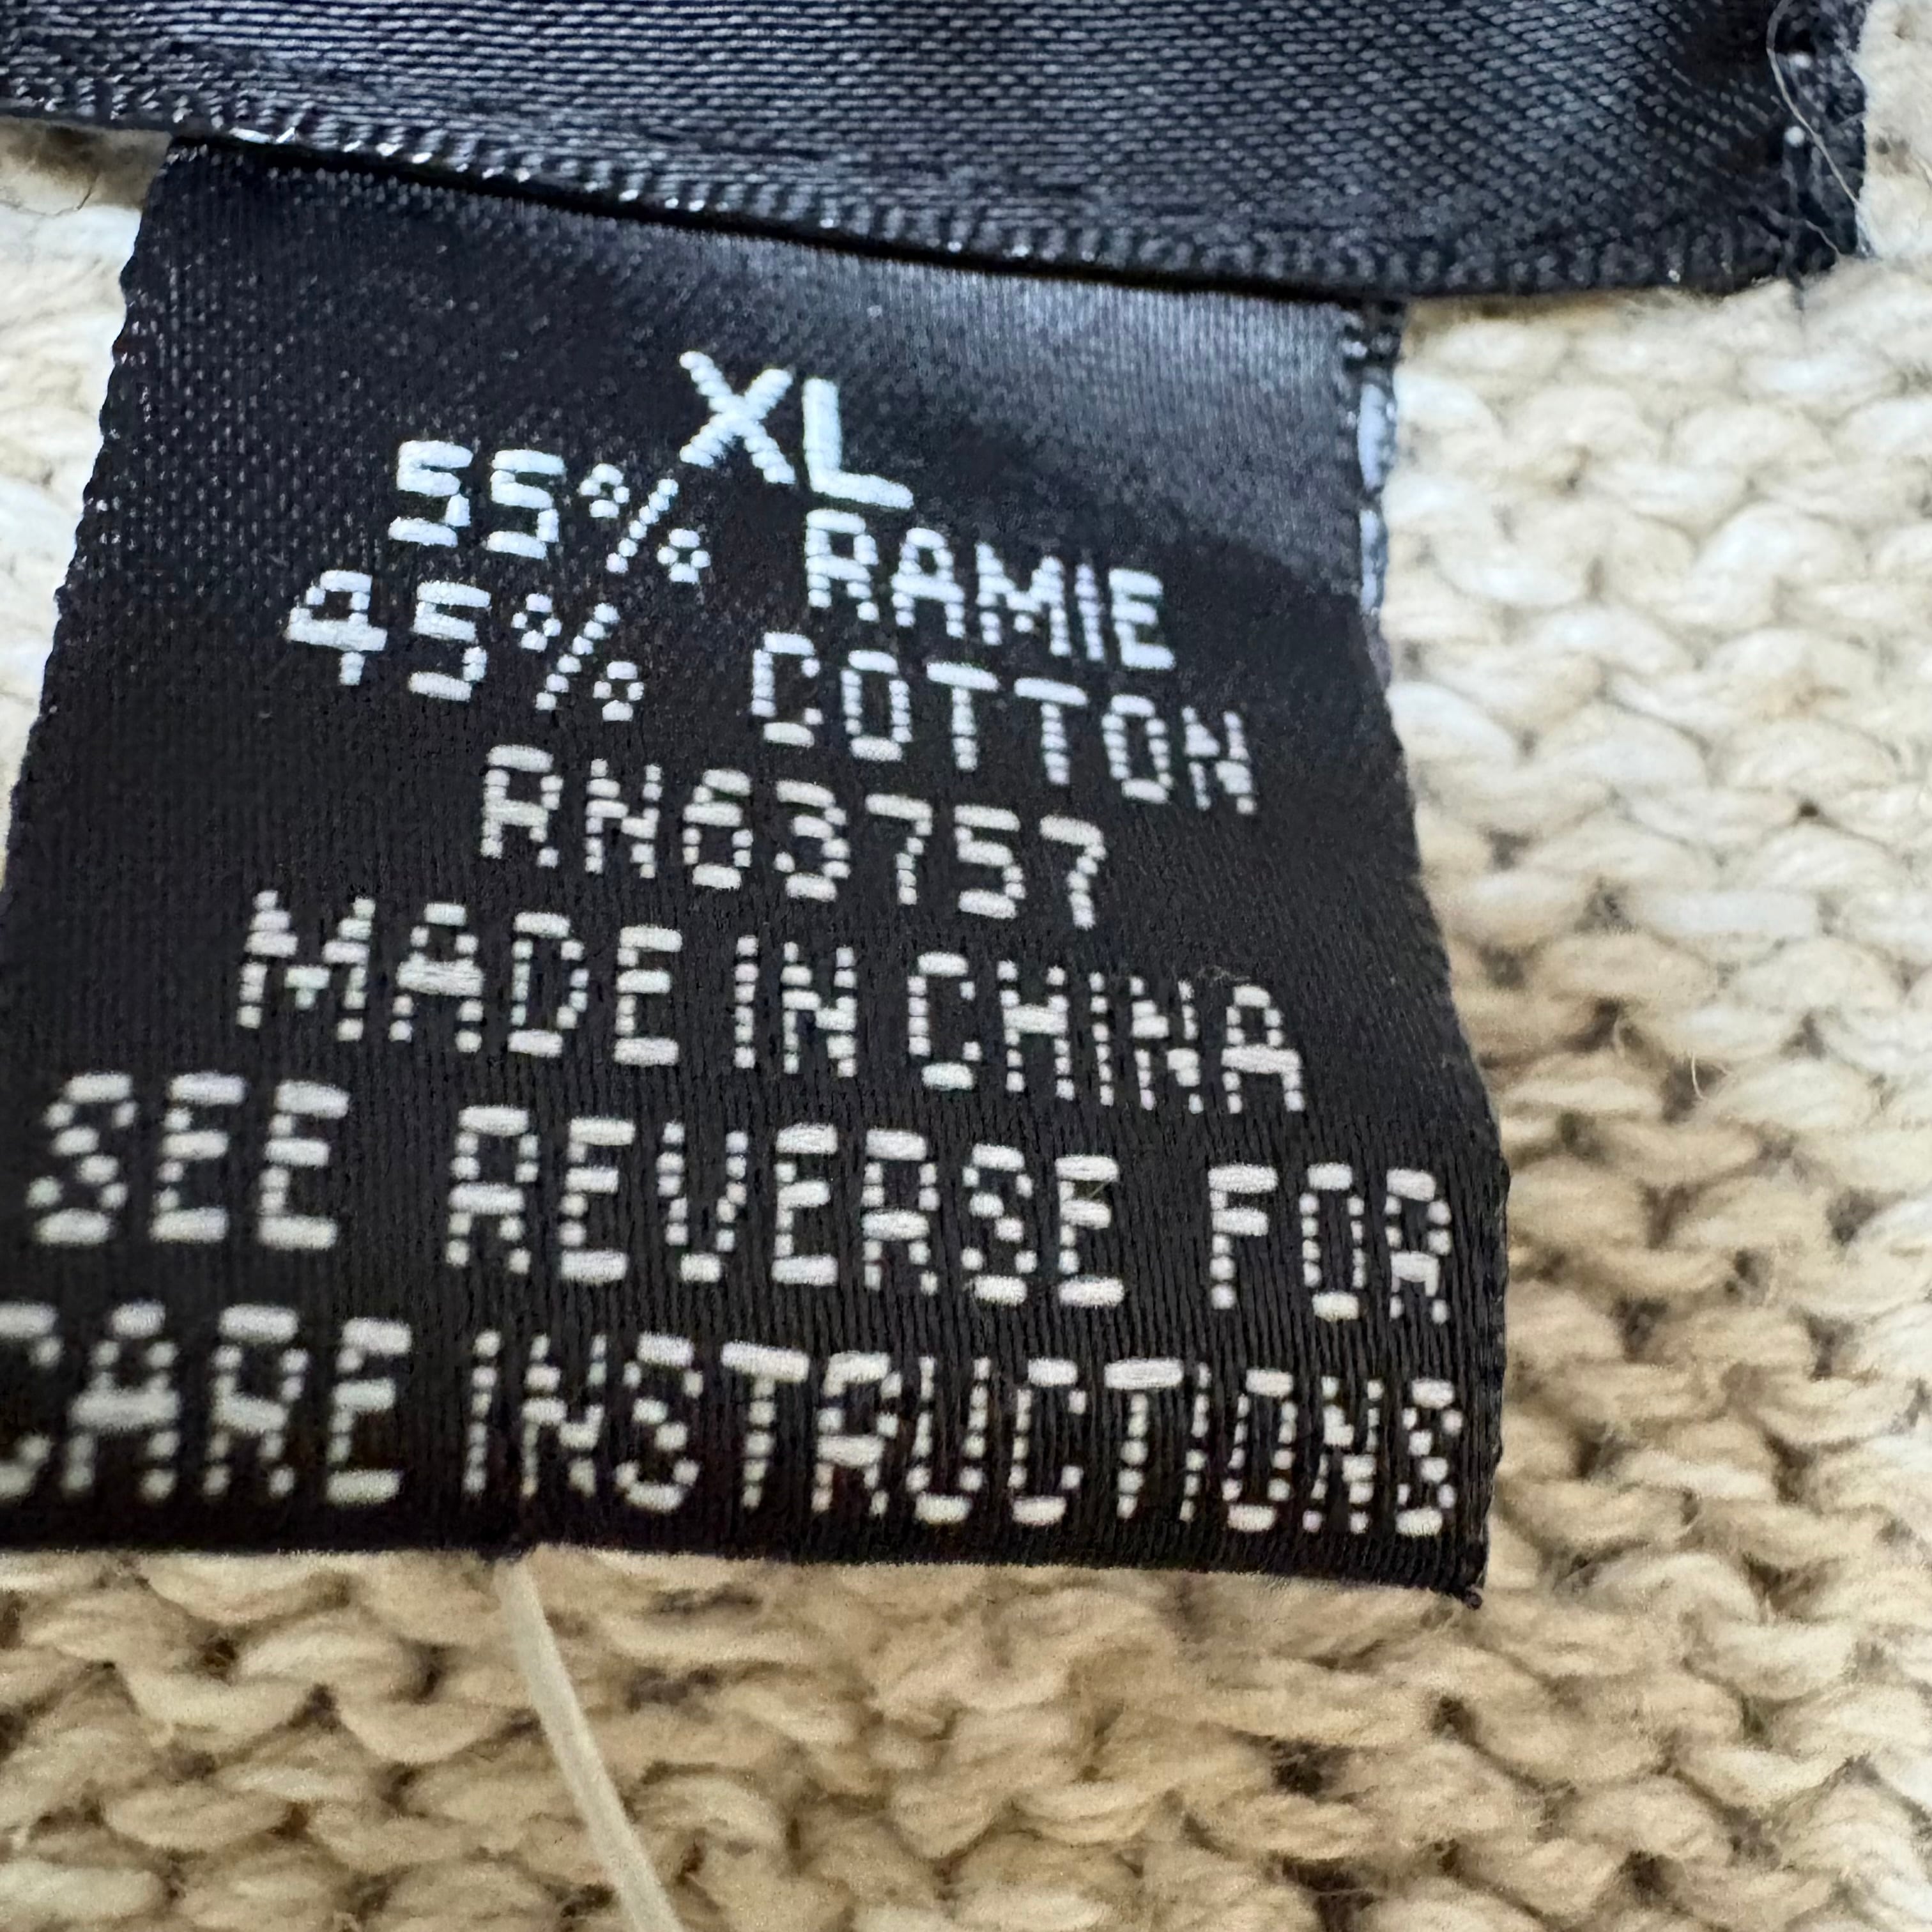 XL
55% RAMIE
45% COTTON
RN63757
MADE IN CHINA
SEE REVERSE FOR
CARE INSTRUCTIONS